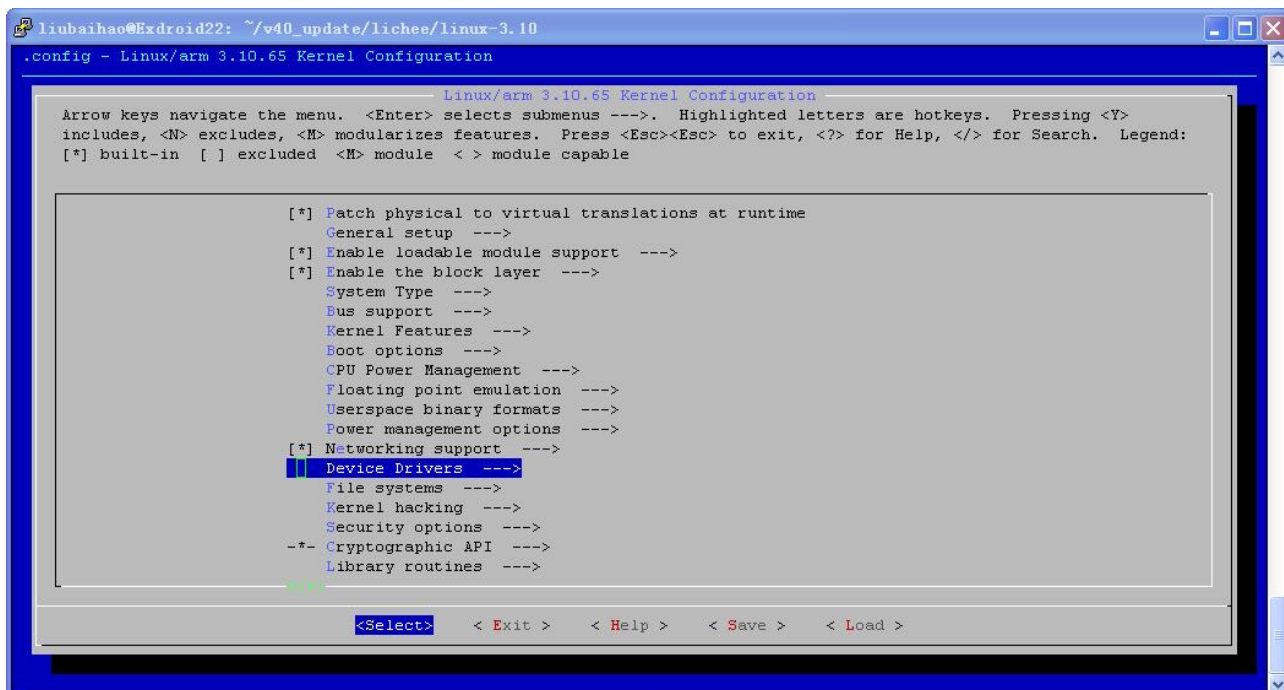 liubaihao@Exdroid22: ~/v40_update/lichee/linux-3.10
.config - Linux/arm 3.10.65 Kernel Configuration
Linux/arm 3.10.65 Kernel Configuration
Arrow keys navigate the menu.  <Enter> selects submenus --->.  Highlighted letters are hotkeys.  Pressing <Y>
includes, <N> excludes, <M> modularizes features.  Press <Esc><Esc> to exit, <?> for Help, </> for Search.  Legend:
[*] built-in  [ ] excluded  <M> module  < > module capable
[*] Patch physical to virtual translations at runtime
General setup  --->
[*] Enable loadable module support  --->
[*] Enable the block layer  --->
System Type  --->
Bus support  --->
Kernel Features  --->
Boot options  --->
CPU Power Management  --->
Floating point emulation  --->
Userspace binary formats  --->
Power management options  --->
[*] Networking support  --->
Device Drivers  --->
File systems  --->
Kernel hacking  --->
Security options  --->
-*- Cryptographic API  --->
Library routines  --->
<Select>    < Exit >    < Help >    < Save >    < Load >